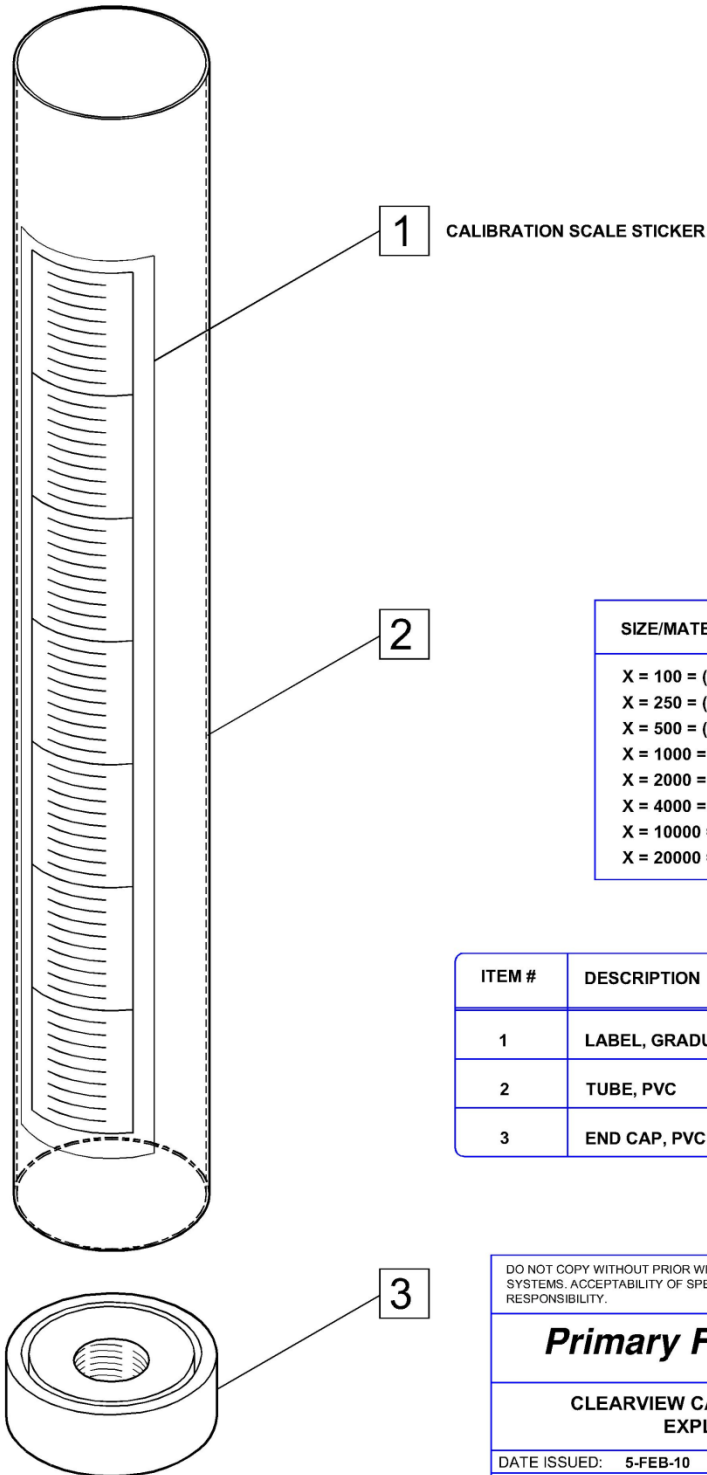 1 CALIBRATION SCALE STICKER
2
SIZE/MATE
X = 100 = (
X = 250 = (
X = 500 = (
X = 1000 =
X = 2000 =
X = 4000 =
X = 10000
X = 20000
ITEM # DESCRIPTION
1 LABEL, GRADU
2 TUBE, PVC
3 END CAP, PVC
3
DO NOT COPY WITHOUT PRIOR
SYSTEMS. ACCEPTABILITY OF SPE
RESPONSIBILITY.
Primary F
CLEARVIEW CA
EXPL
DATE ISSUED: 5-FEB-10